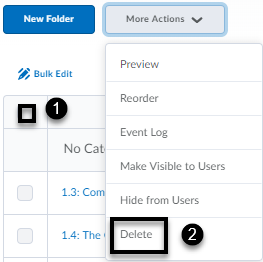 New Folder
More Actions
Bulk Edit
1
No Cat
1.3: Com
1.4: The
Preview
Reorder
Event Log
Make Visible to Users
Hide from Users
Delete
2